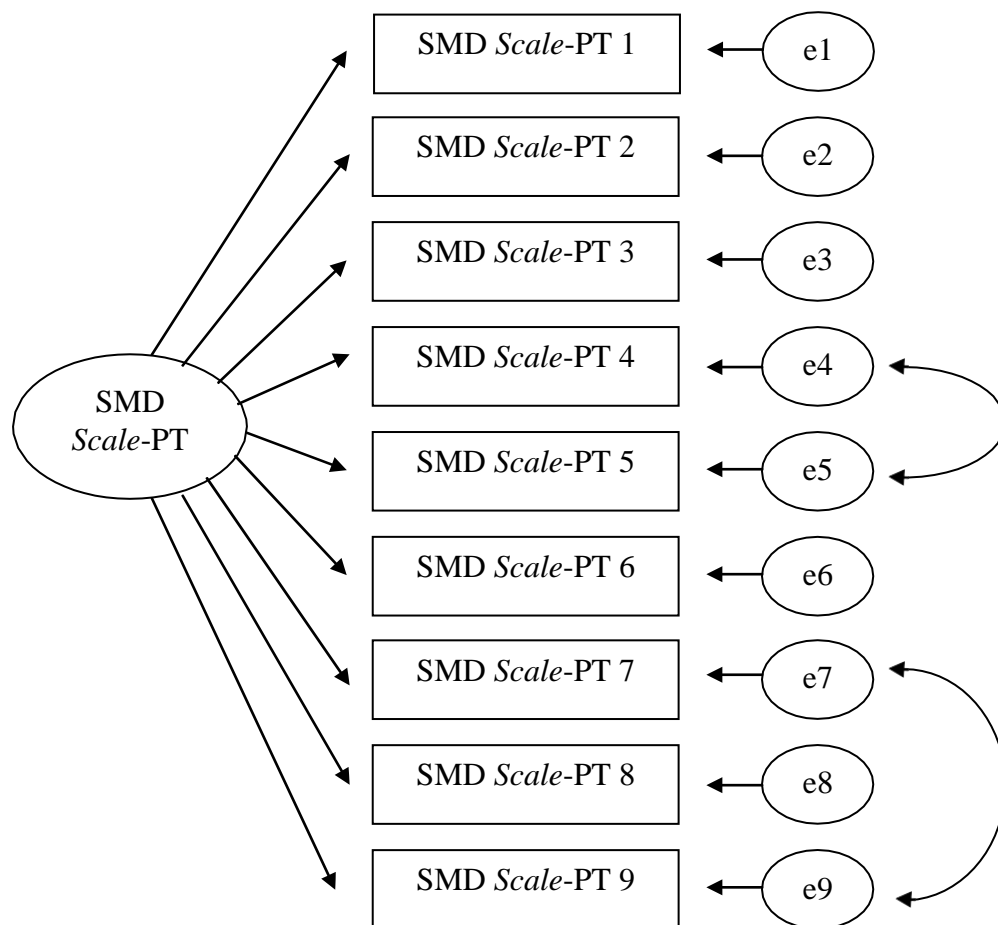 SMD Scale-PT 1
e1
SMD Scale-PT 2
e2
SMD Scale-PT 3
e3
SMD Scale-PT 4
e4
SMD
Scale-PT
SMD Scale-PT 5
e5
SMD Scale-PT 6
e6
SMD Scale-PT 7
e7
SMD Scale-PT 8
e8
SMD Scale-PT 9
e9